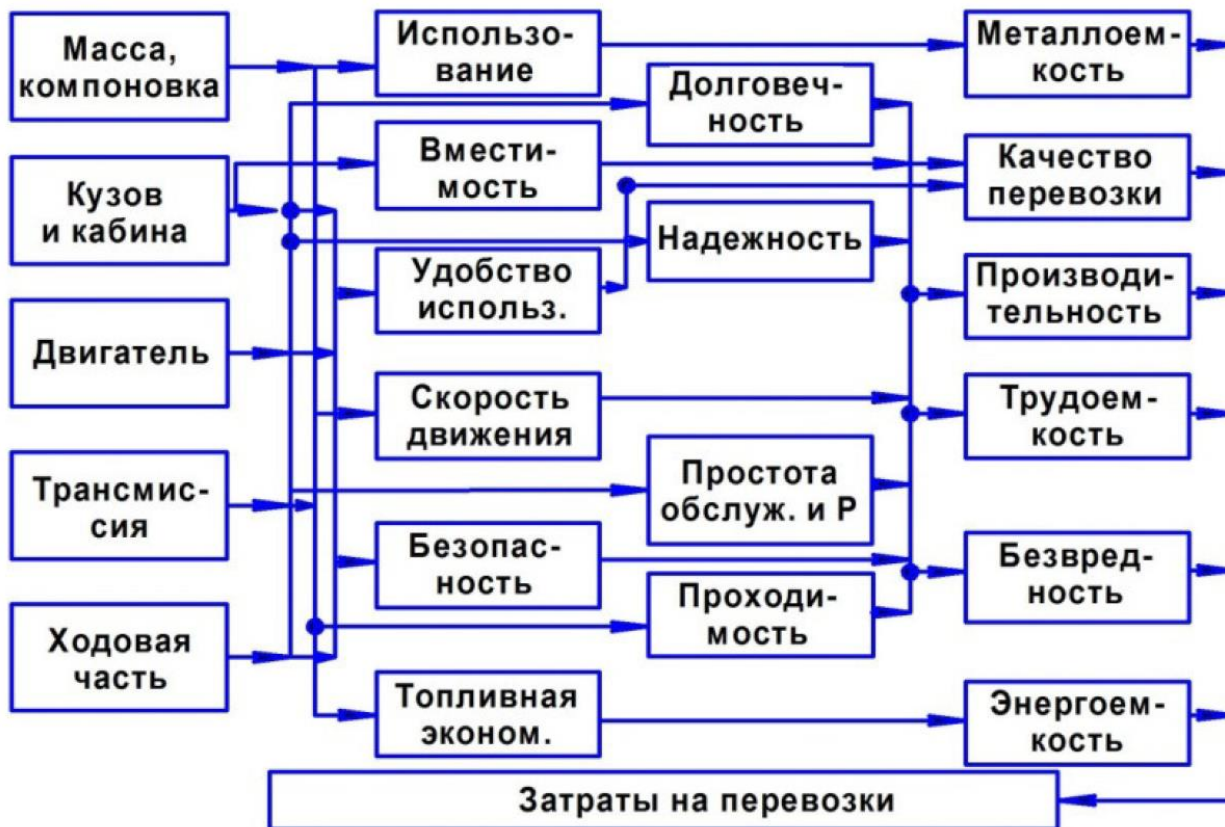 Масса,
компоновка
Кузов
и кабина
Двигатель
Трансмис-
сия
Ходовая
часть
Использо-
вание
Вмести-
мость
Удобство
использ.
Скорость
движения
Безопас-
ность
Топливная
эконом.
Долговеч-
ность
Надежность
Простота
обслуж. и Р
Проходи-
мость
Металлоем-
кость
Качество
перевозки
Производи-
тельность
Трудоем-
кость
Безвред-
ность
Энергоем-
кость
Затраты на перевозки